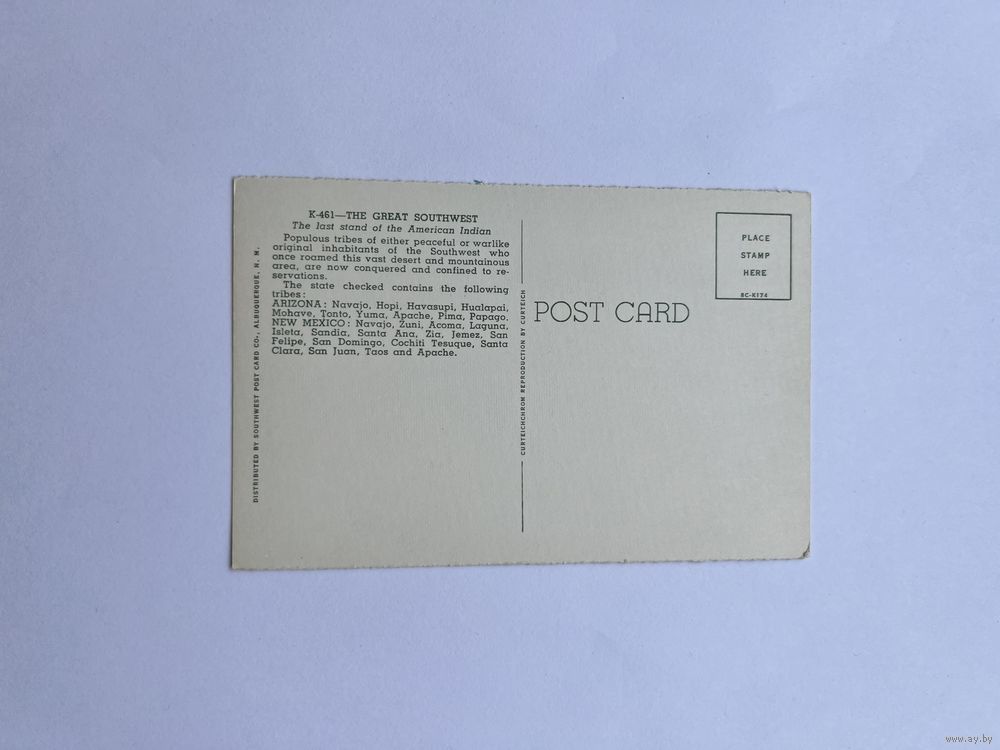 K-461—THE GREAT SOUTHWEST
The last stand of the American Indian
Populous tribes of either peaceful or warlike
original inhabitants of the Southwest who
once roamed this vast desert and mountainous
area, are now conquered and confined to re-
servations.
The state checked contains the following
tribes:
ARIZONA: Navajo, Hopi, Havasupi, Hualapai,
Mohave, Tonto, Yuma, Apache, Pima, Papago.
NEW MEXICO: Navajo, Zuni, Acoma, Laguna,
Isleta, Sandia, Santa Ana, Zia, Jemez, San
Felipe, San Domingo, Cochiti Tesuque, Santa
Clara, San Juan, Taos and Apache.
DISTRIBUTED BY SOUTHWEST POST CARD CO., ALBUQUERQUE, N. M.
CURTEICHCHROM REPRODUCTION BY CURTEICH
POST CARD
PLACE
STAMP
HERE
8C-K174
www.ay.by